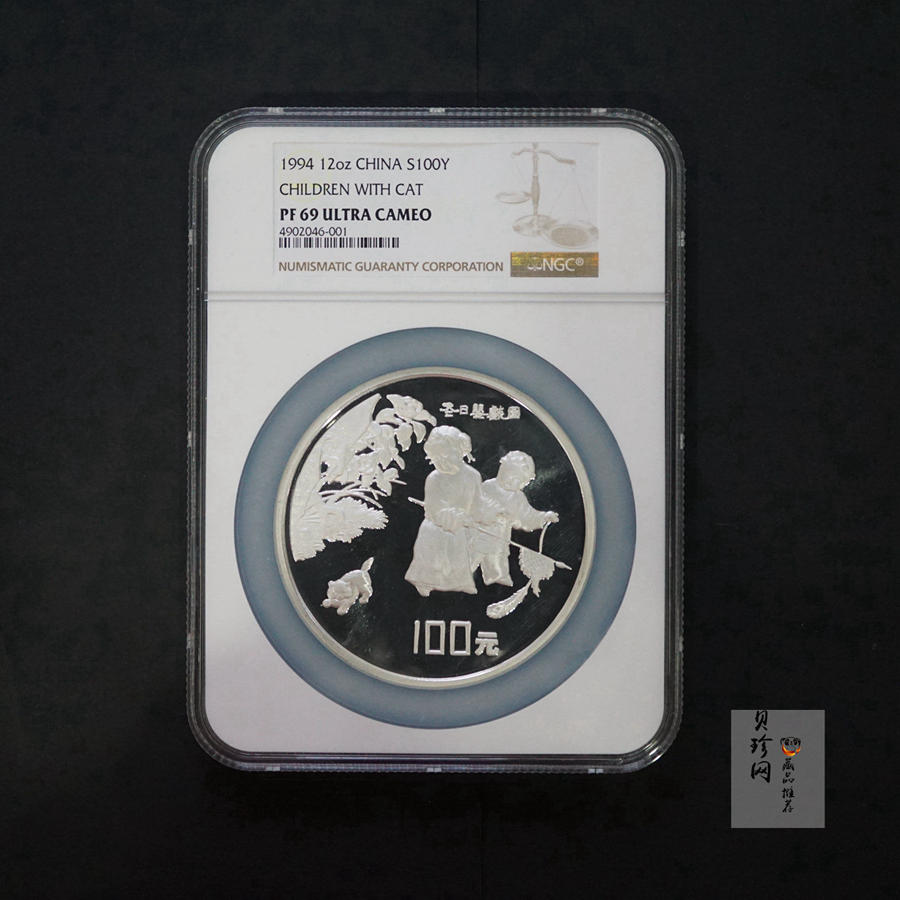 1994 12oz CHINA S100Y
CHILDREN WITH CAT
PF 69 ULTRA CAMEO
4902046-001
NUMISMATIC GUARANTY CORPORATION
NGC®
冬日婴戏图
100元
贝珍网
藏品推荐